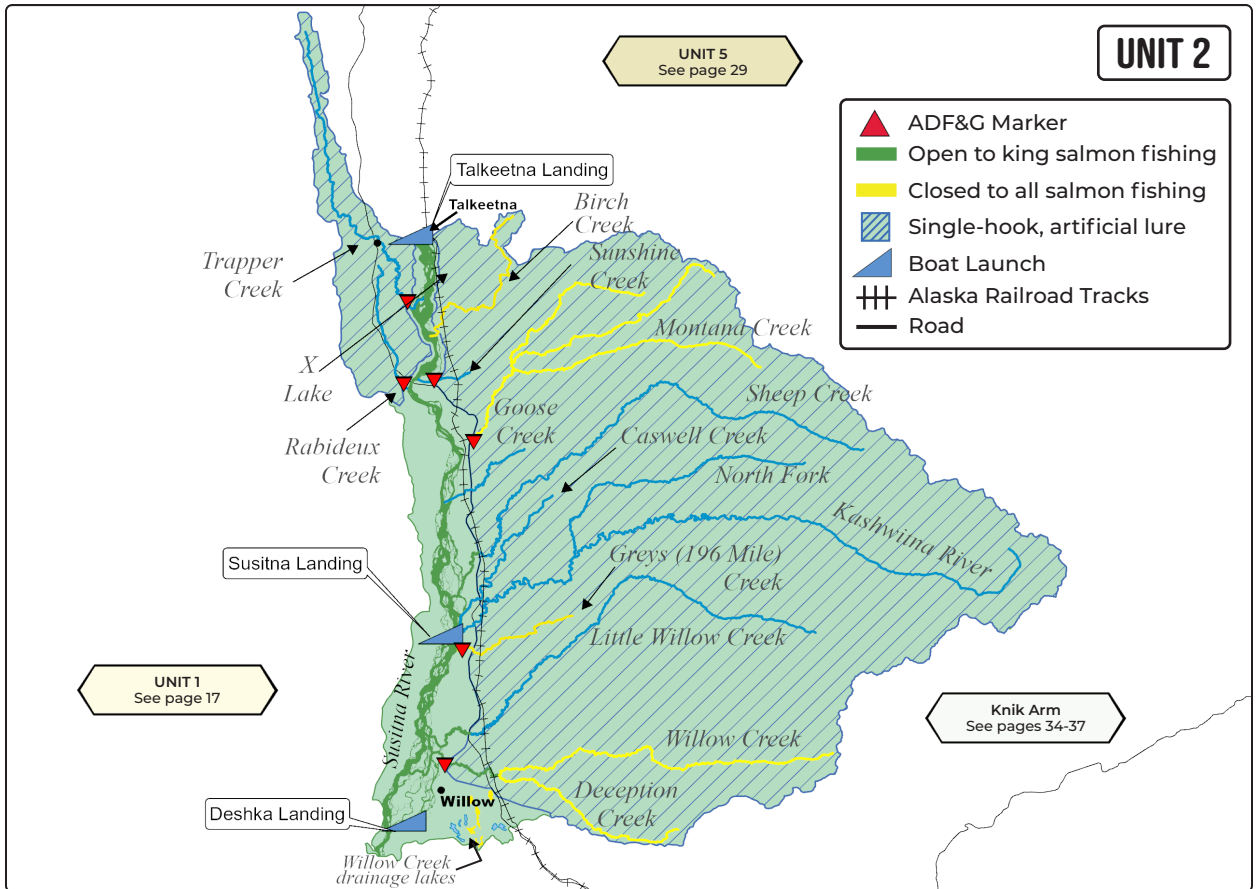 UNIT 2
UNIT 5
See page 29
ADF&G Marker
Open to king salmon fishing
Closed to all salmon fishing
Single-hook, artificial lure
Boat Launch
Alaska Railroad Tracks
Road
Talkeetna Landing
Talkeetna
Birch
Creek
Sunshine
Creek
Trapper
Creek
Montana Creek
X
Lake
Sheep Creek
Goose
Creek
Caswell Creek
Rabideux
Creek
North Fork
Kashwitna River
Susitna Landing
Greys (196 Mile)
Creek
Little Willow Creek
Susitna River
UNIT 1
See page 17
Knik Arm
See pages 34-37
Willow Creek
Deception
Creek
Willow
Deshka Landing
Willow Creek
drainage lakes